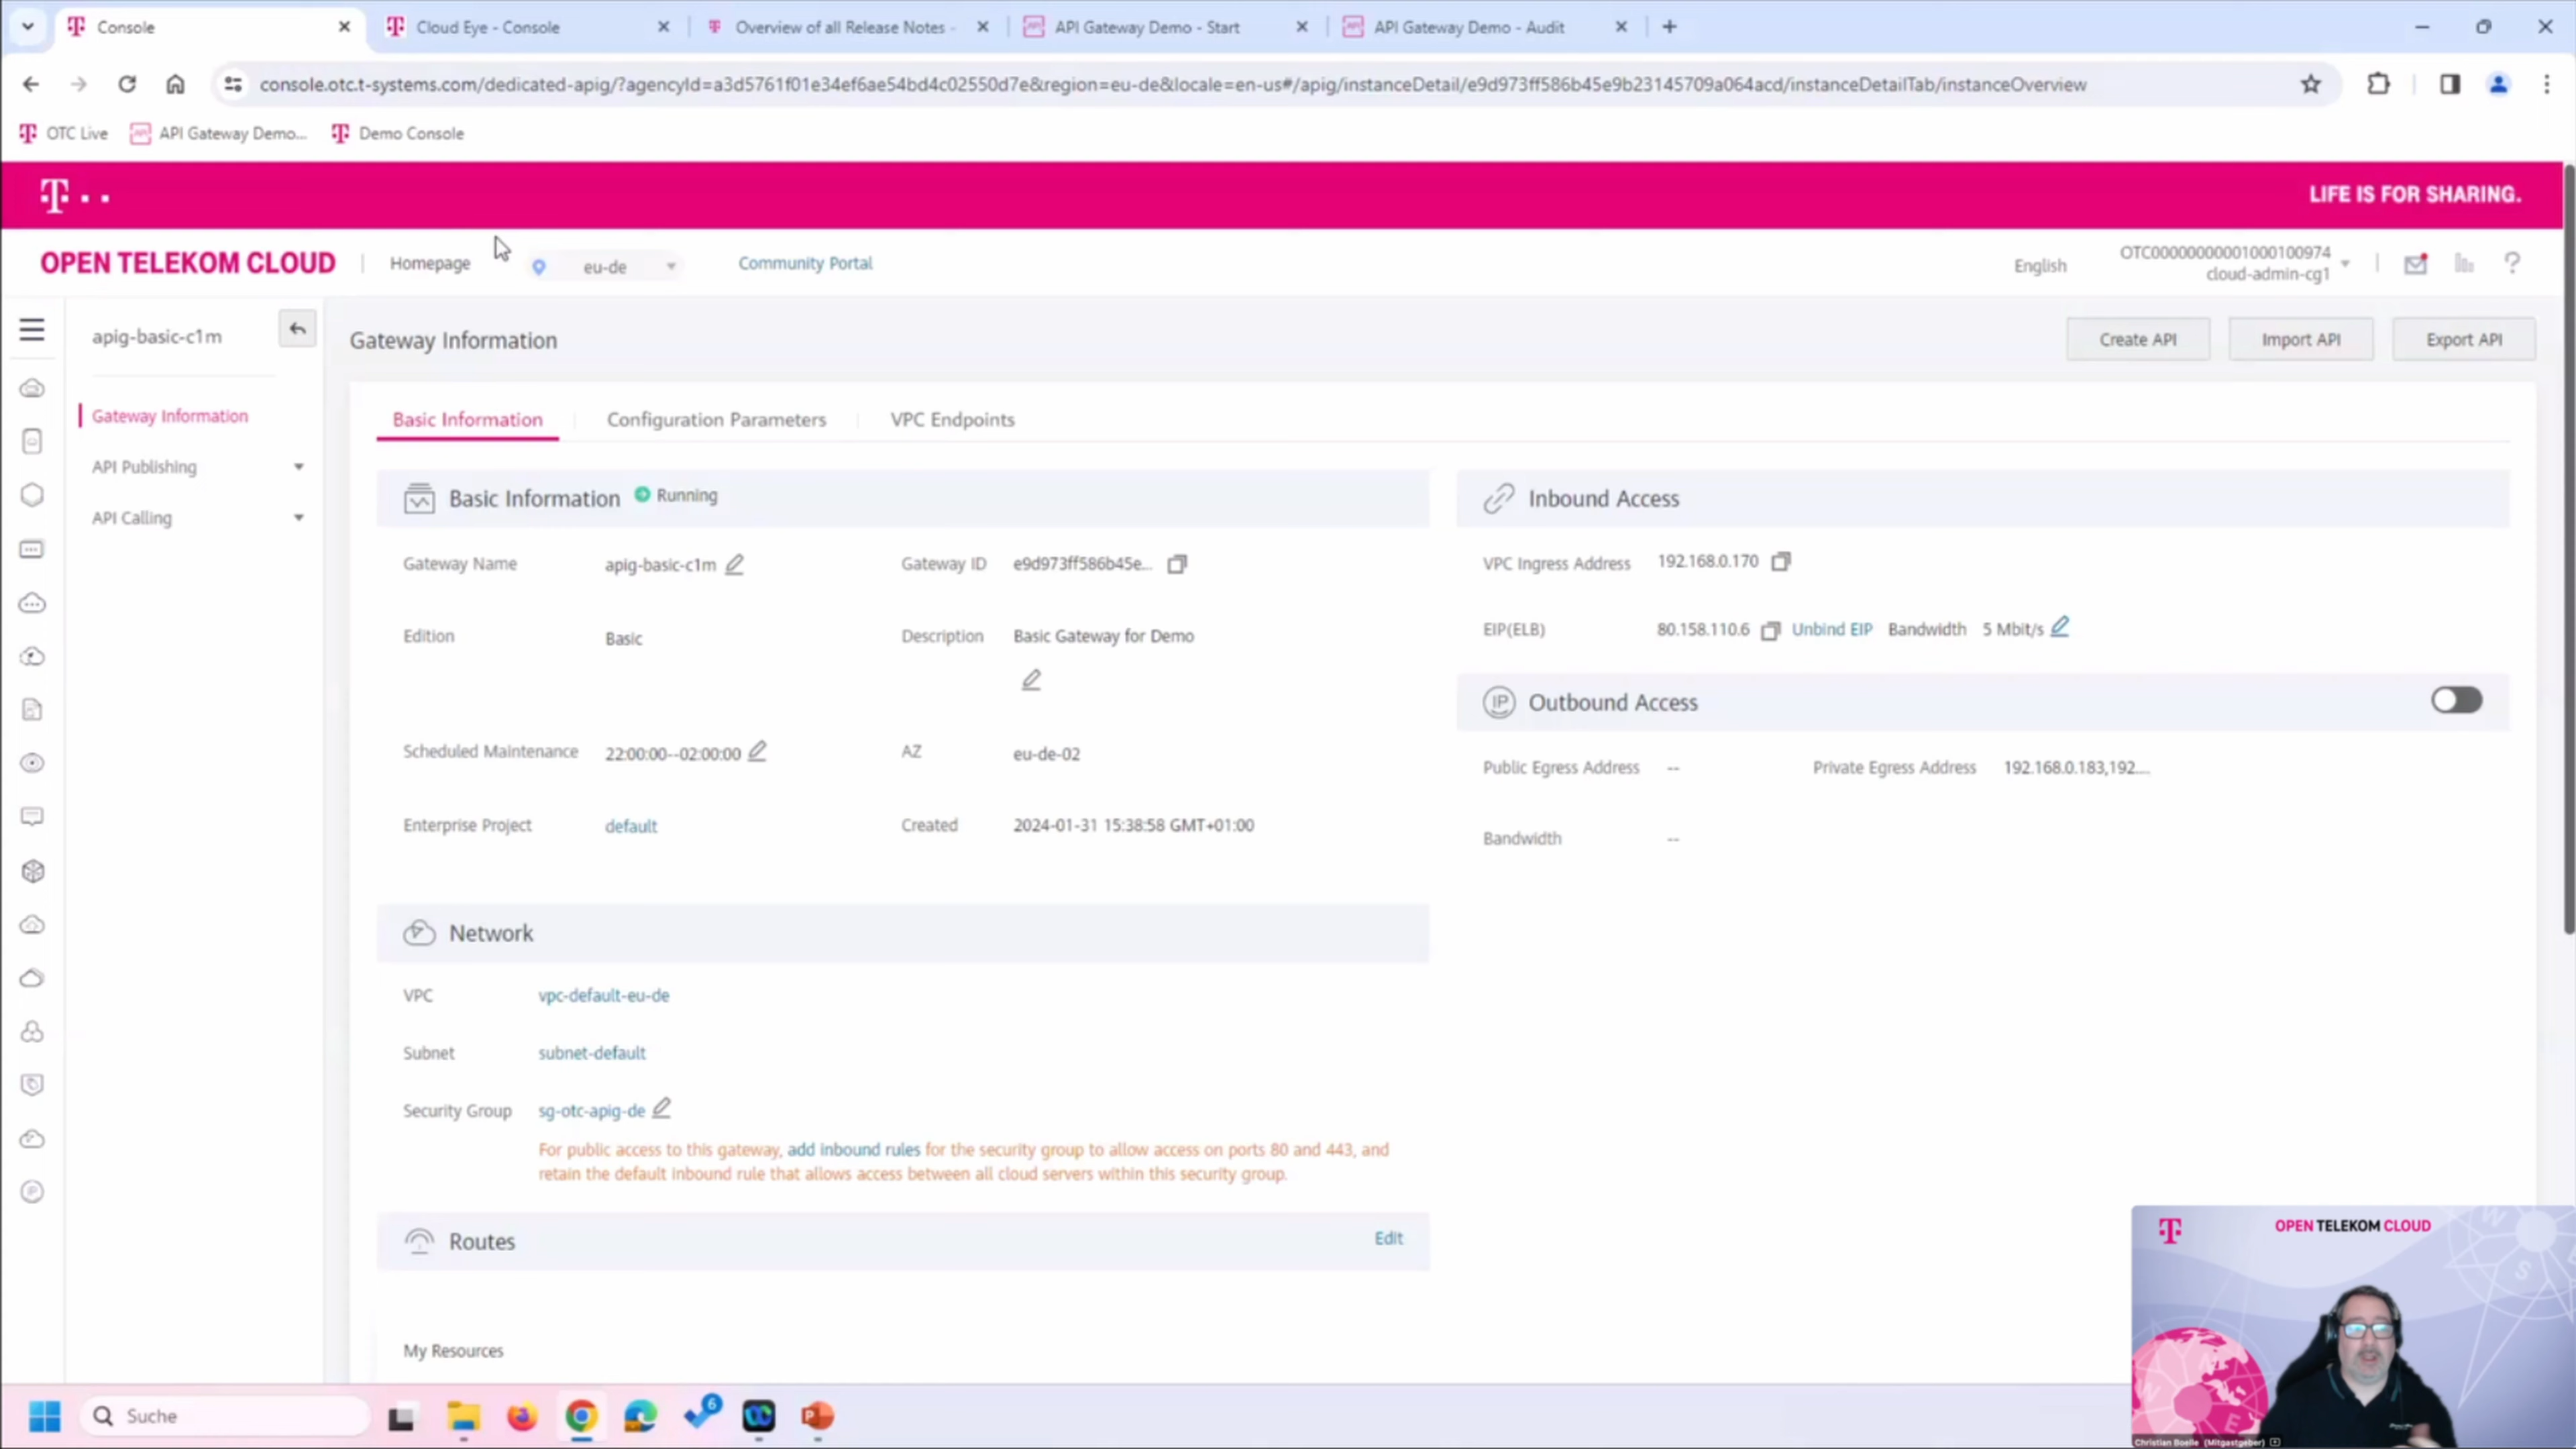 Console
Cloud Eye - Console
Overview of all Release Notes -
API Gateway Demo - Start
API Gateway Demo - Audit
console.otc.t-systems.com/dedicated-apig/?agencyId=a3d5761f01e34ef6ae54bd4c02550d7e&region=eu-de&locale=en-us#/apig/instanceDetail/e9d973ff586b45e9b23145709a064acd/instanceDetailTab/instanceOverview
OTC Live
API Gateway Demo...
Demo Console
LIFE IS FOR SHARING.
OPEN TELEKOM CLOUD
Homepage
eu-de
Community Portal
English
OTC00000000001000100974
cloud-admin-cg1
apig-basic-c1m
Gateway Information
API Publishing
API Calling
Gateway Information
Create API
Import API
Export API
Basic Information
Configuration Parameters
VPC Endpoints
Basic Information Running
Gateway Name apig-basic-c1m
Gateway ID e9d973ff586b45e...
Edition Basic
Description Basic Gateway for Demo
Scheduled Maintenance 22:00:00--02:00:00
AZ eu-de-02
Enterprise Project default
Created 2024-01-31 15:38:58 GMT+01:00
Inbound Access
VPC Ingress Address 192.168.0.170
EIP(ELB) 80.158.110.6 Unbind EIP Bandwidth 5 Mbit/s
Outbound Access
Public Egress Address --
Private Egress Address 192.168.0.183,192....
Bandwidth --
Network
VPC vpc-default-eu-de
Subnet subnet-default
Security Group sg-otc-apig-de
For public access to this gateway, add inbound rules for the security group to allow access on ports 80 and 443, and
retain the default inbound rule that allows access between all cloud servers within this security group.
Routes
Edit
My Resources
OPEN TELEKOM CLOUD
Christian Boelle (Mitgastgeber)
Suche
6